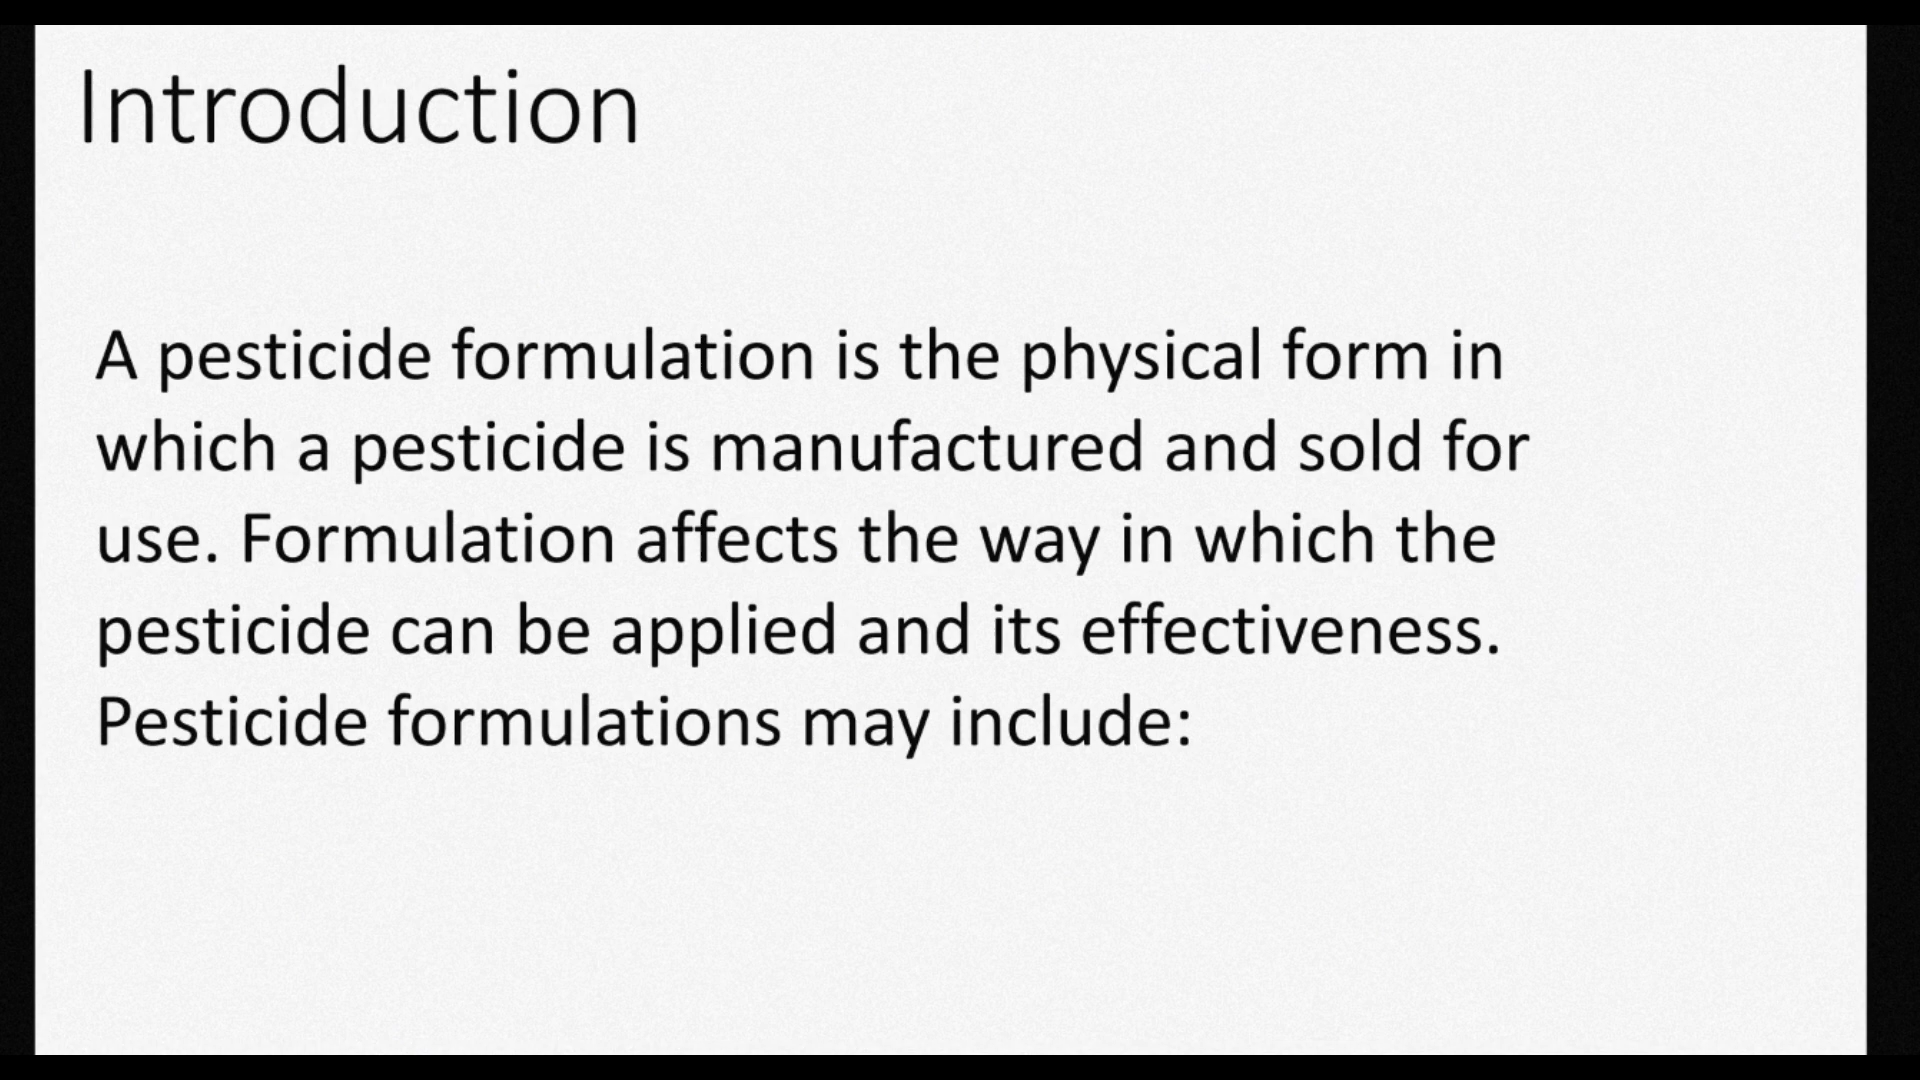 Introduction
A pesticide formulation is the physical form in
which a pesticide is manufactured and sold for
use. Formulation affects the way in which the
pesticide can be applied and its effectiveness.
Pesticide formulations may include: